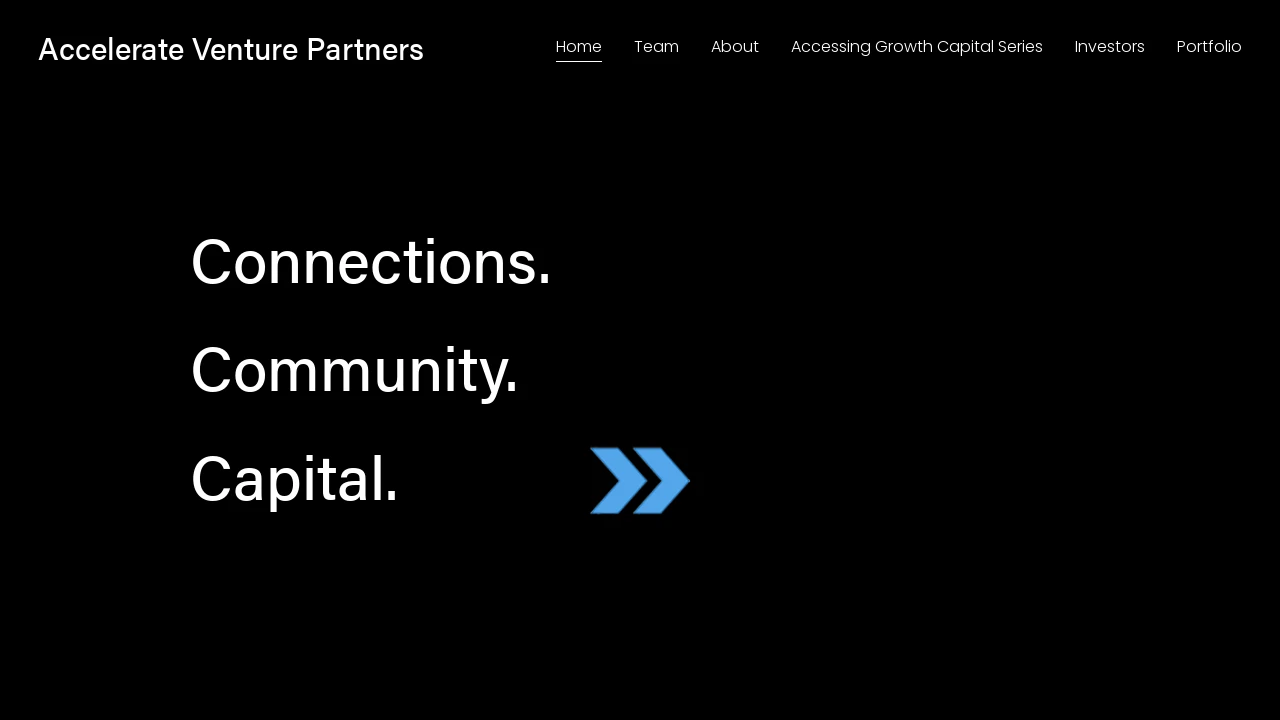 Accelerate Venture Partners
Home Team About Accessing Growth Capital Series Investors Portfolio
Connections.
Community.
Capital.